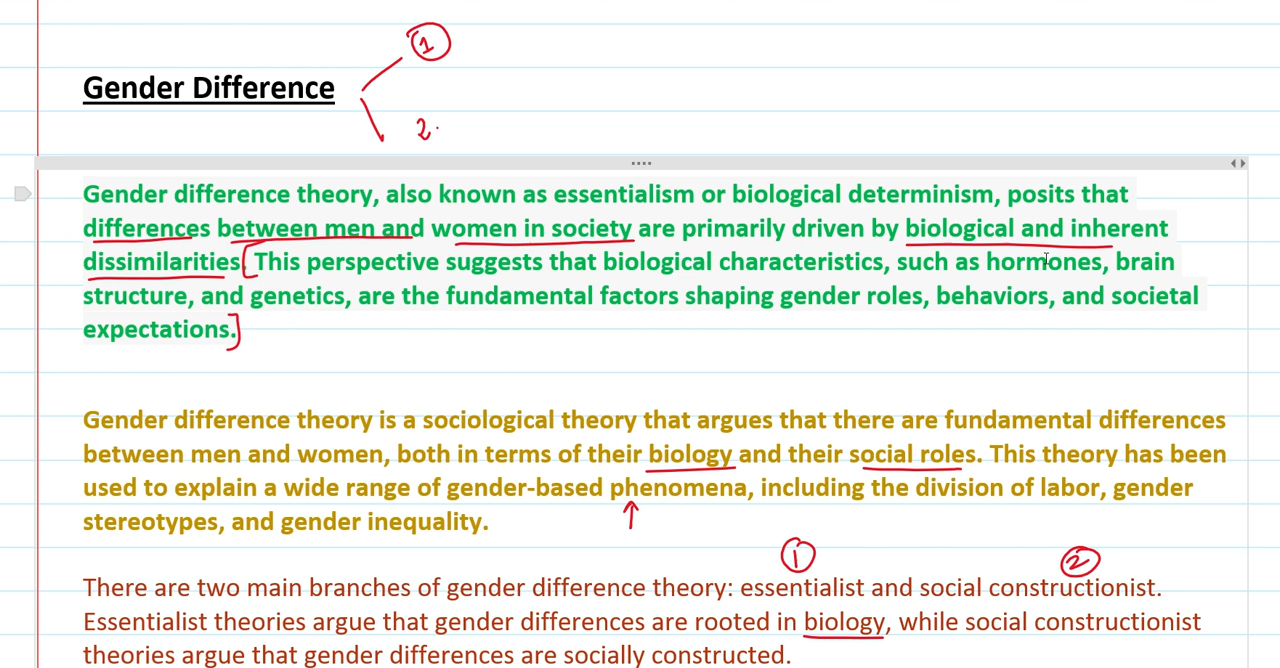 1
Gender Difference
2.
Gender difference theory, also known as essentialism or biological determinism, posits that
differences between men and women in society are primarily driven by biological and inherent
dissimilarities. This perspective suggests that biological characteristics, such as hormones, brain
structure, and genetics, are the fundamental factors shaping gender roles, behaviors, and societal
expectations.]
Gender difference theory is a sociological theory that argues that there are fundamental differences
between men and women, both in terms of their biology and their social roles. This theory has been
used to explain a wide range of gender-based phenomena, including the division of labor, gender
stereotypes, and gender inequality.
1 2
There are two main branches of gender difference theory: essentialist and social constructionist.
Essentialist theories argue that gender differences are rooted in biology, while social constructionist
theories argue that gender differences are socially constructed.